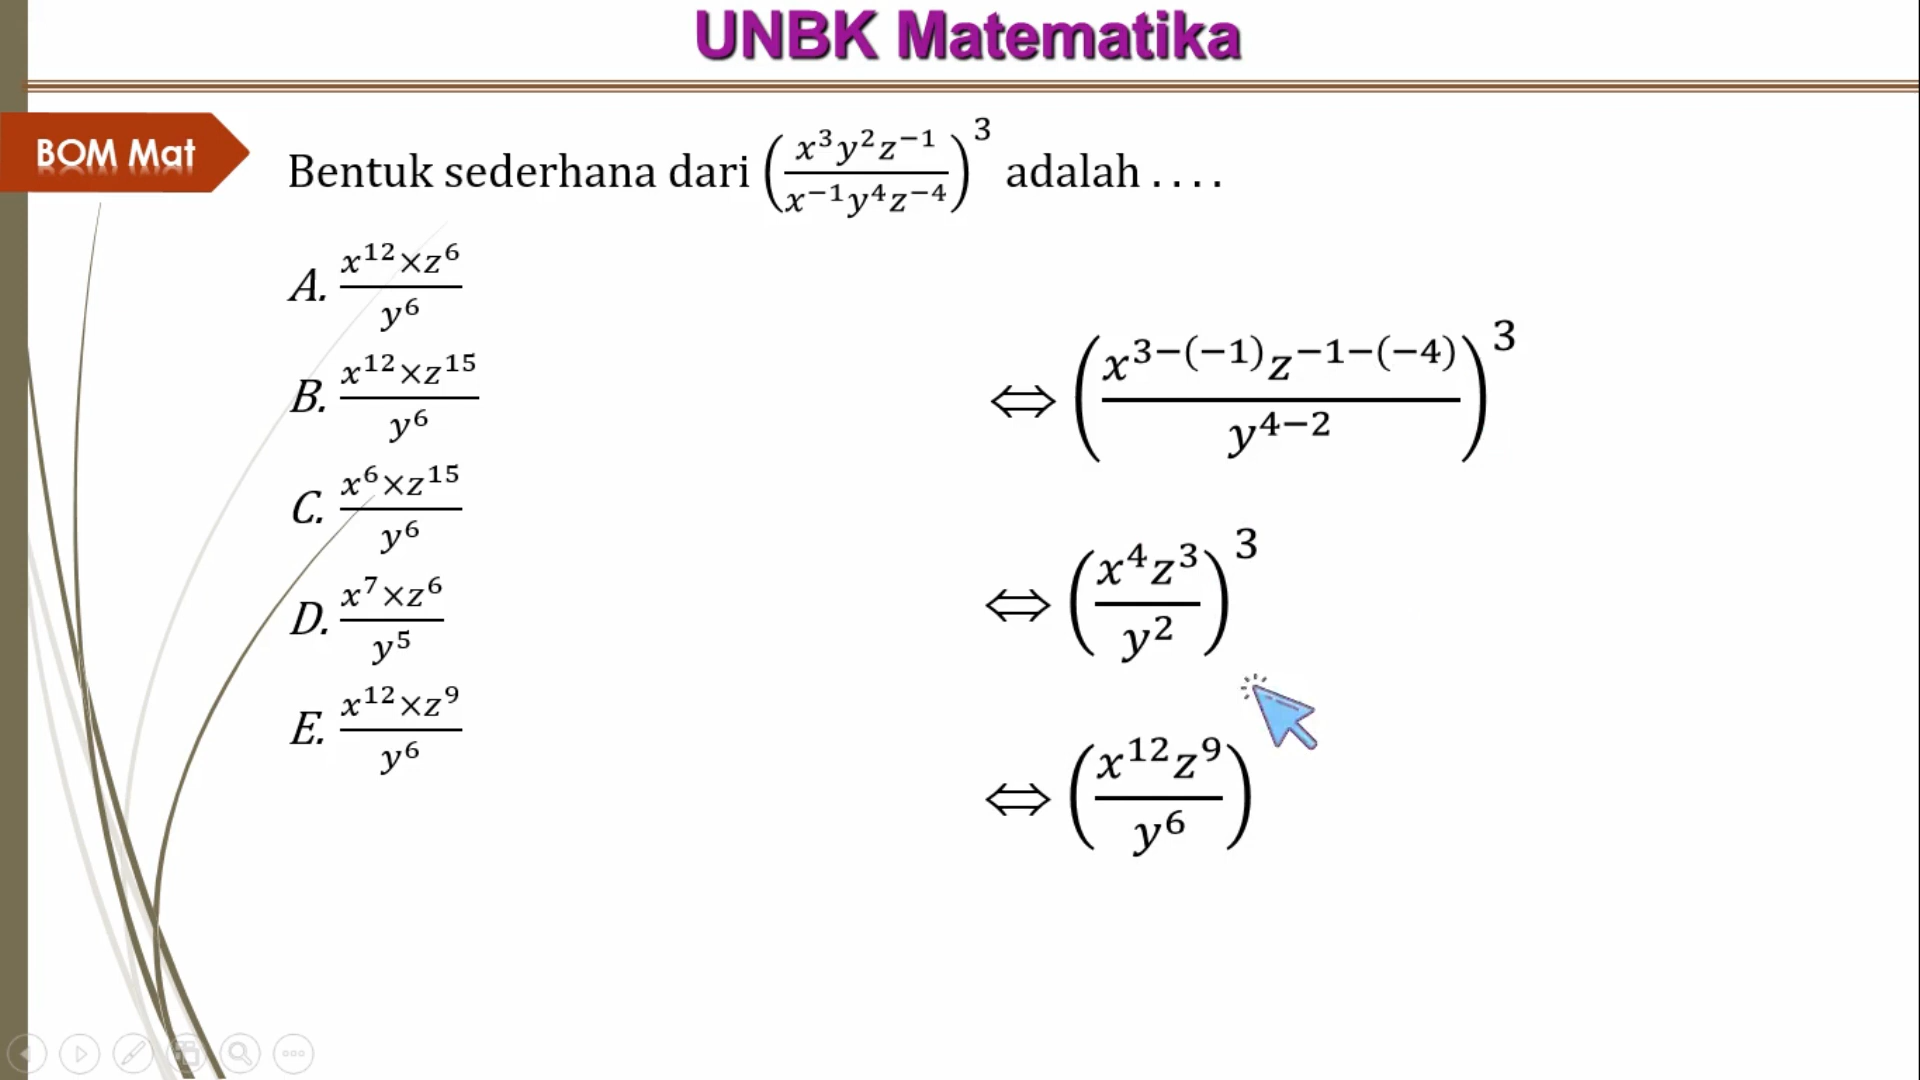 UNBK Matematika
BOM Mat
Bentuk sederhana dari (x³y²z⁻¹ / x⁻¹y⁴z⁻⁴)³ adalah . . . .
A. x¹²×z⁶ / y⁶
B. x¹²×z¹⁵ / y⁶
C. x⁶×z¹⁵ / y⁶
D. x⁷×z⁶ / y⁵
E. x¹²×z⁹ / y⁶
⇔ (x³⁻⁽⁻¹⁾z⁻¹⁻⁽⁻⁴⁾ / y⁴⁻²)³
⇔ (x⁴z³ / y²)³
⇔ (x¹²z⁹ / y⁶)